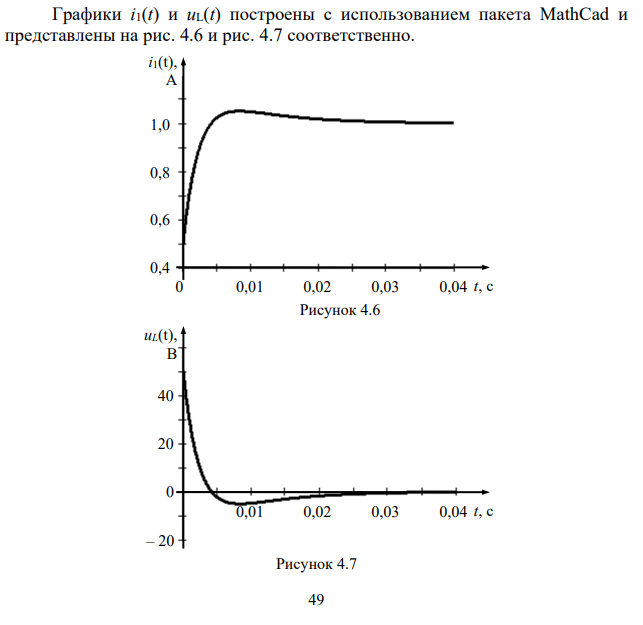 Графики i1(t) и uL(t) построены с использованием пакета MathCad и
представлены на рис. 4.6 и рис. 4.7 соответственно.
i1(t),
А
1,0
0,8
0,6
0,4
0 0,01 0,02 0,03 0,04 t, с
Рисунок 4.6
uL(t),
В
40
20
0
0,01 0,02 0,03 0,04 t, с
– 20
Рисунок 4.7
49